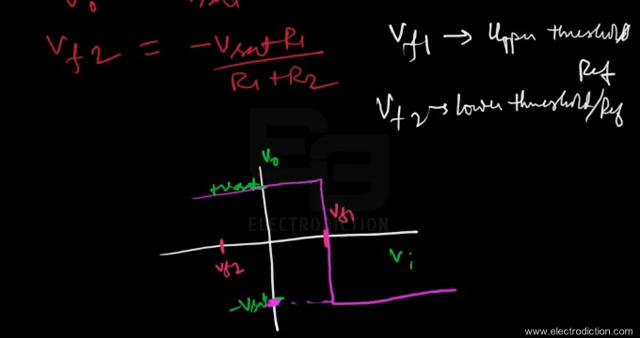 Vf2 = -Vsat R1
R1 + R2
Vf1 → Upper threshold
Ref
Vf2 → lower threshold/Ref
Vo
+Vsat
ELECTRODICTION
Vf1
Vi
Vf2
-Vsat
www.electrodiction.com